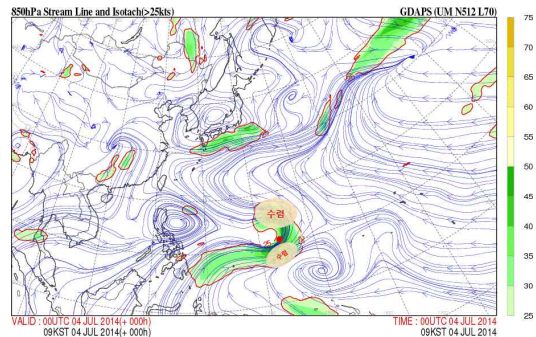 850hPa Stream Line and Isotach(>25kts) GDAPS (UM N512 L70)
75
70
65
60
55
50
45
40
35
30
25
수렴
수렴
VALID : 00UTC 04 JUL 2014(+ 000h) TIME : 00UTC 04 JUL 2014
09KST 04 JUL 2014(+ 000h) 09KST 04 JUL 2014